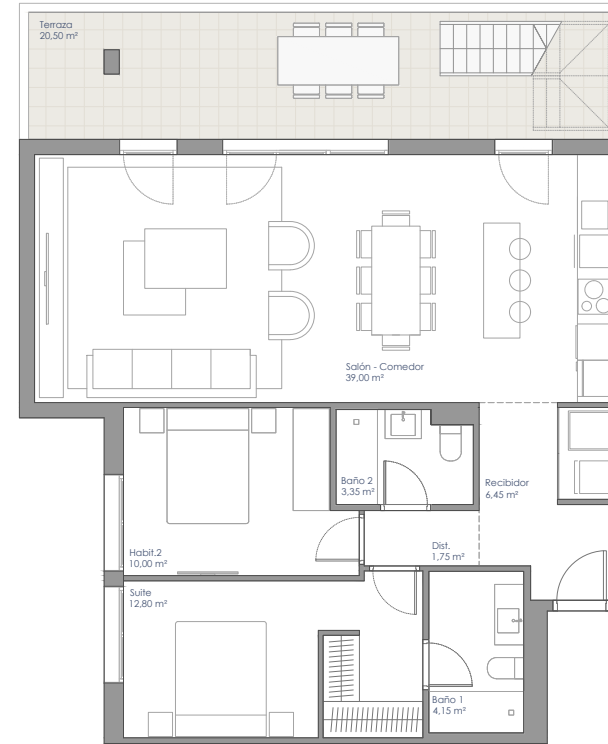 Terraza
20,50 m²
Salón - Comedor
39,00 m²
Baño 2
3,35 m²
Recibidor
6,45 m²
Habit.2
10,00 m²
Dist.
1,75 m²
Suite
12,80 m²
Baño 1
4,15 m²